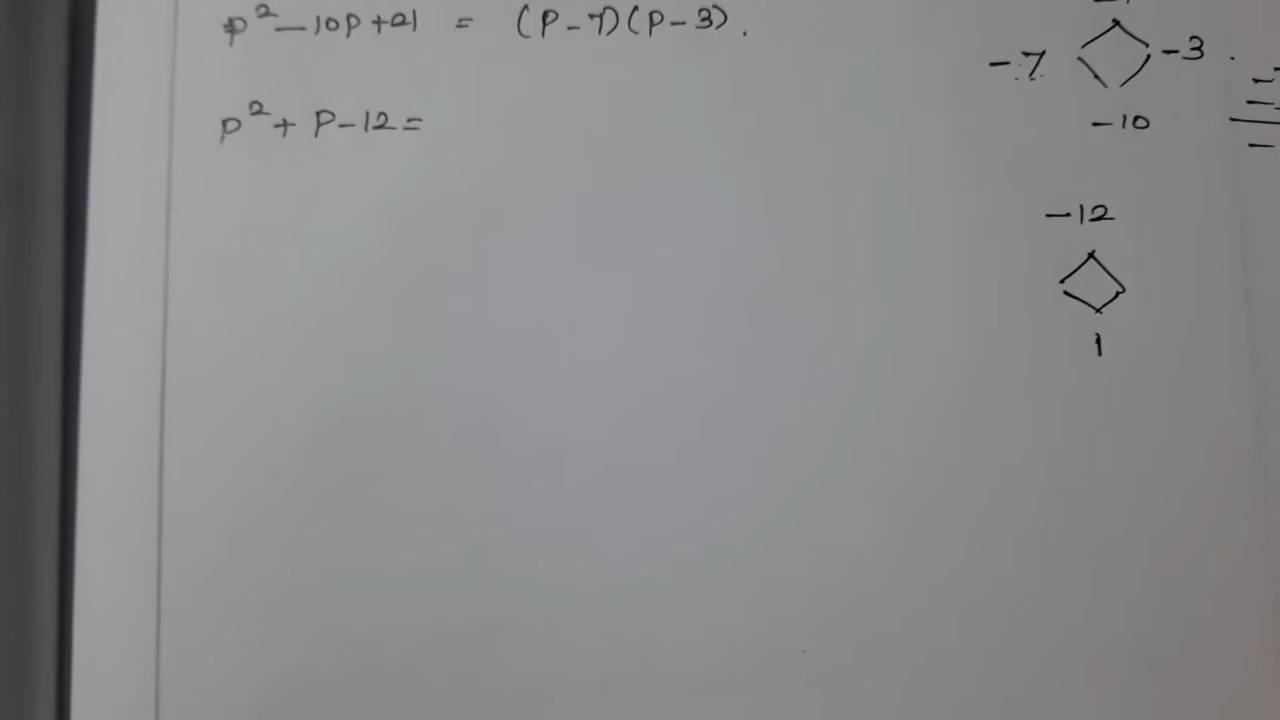 p² - 10p + 21 = (p - 7)(p - 3).
-7 -3.
-10
p² + p - 12 =
-12
1